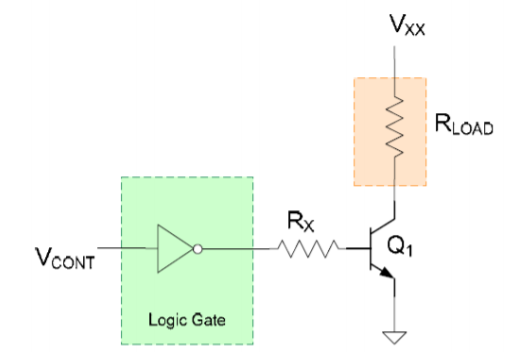 VXX
RLOAD
RX
Q1
VCONT
Logic Gate